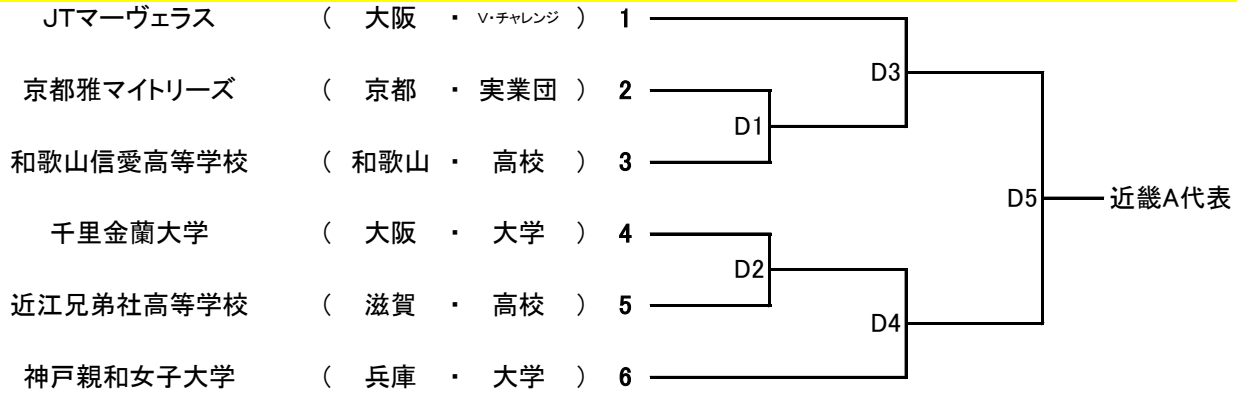 JTマーヴェラス ( 大阪 ・ V・チャレンジ ) 1
D3
京都雅マイトリーズ ( 京都 ・ 実業団 ) 2
D1
和歌山信愛高等学校 ( 和歌山 ・ 高校 ) 3
D5 近畿A代表
千里金蘭大学 ( 大阪 ・ 大学 ) 4
D2
近江兄弟社高等学校 ( 滋賀 ・ 高校 ) 5
D4
神戸親和女子大学 ( 兵庫 ・ 大学 ) 6